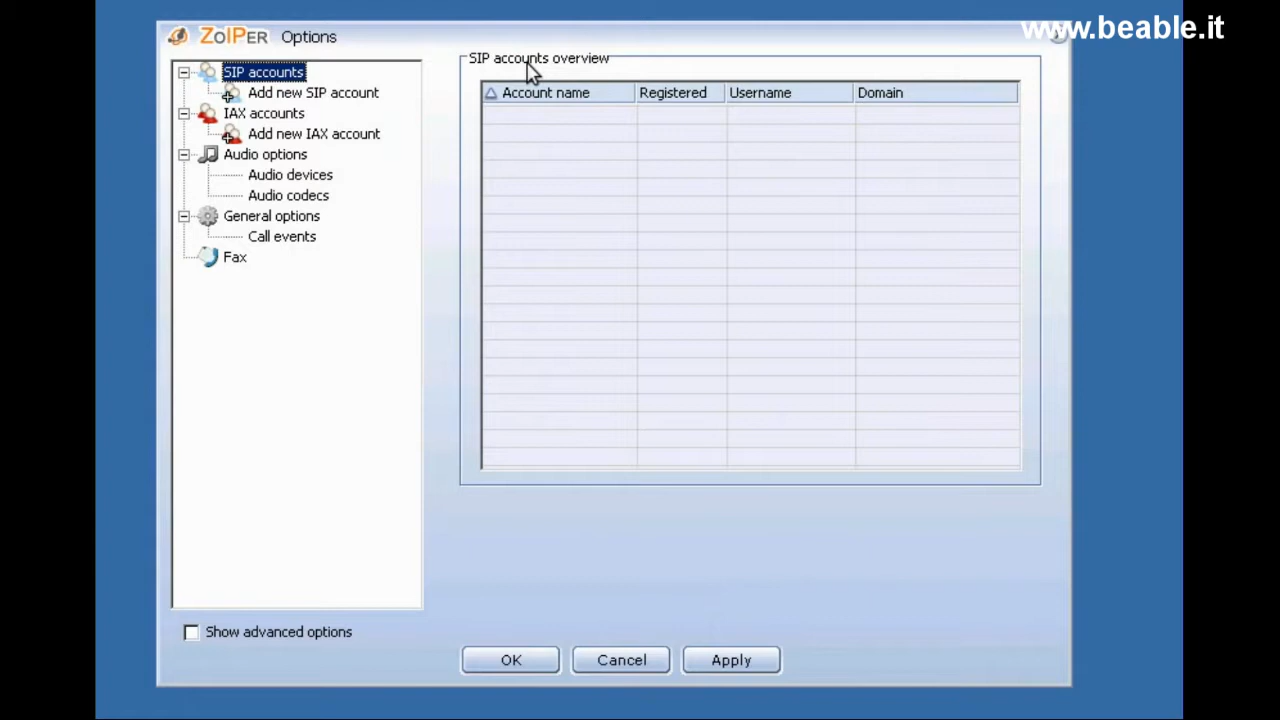 www.beable.it
ZoIPer Options
SIP accounts
Add new SIP account
IAX accounts
Add new IAX account
Audio options
Audio devices
Audio codecs
General options
Call events
Fax
Show advanced options
SIP accounts overview
Account name Registered Username Domain
OK Cancel Apply